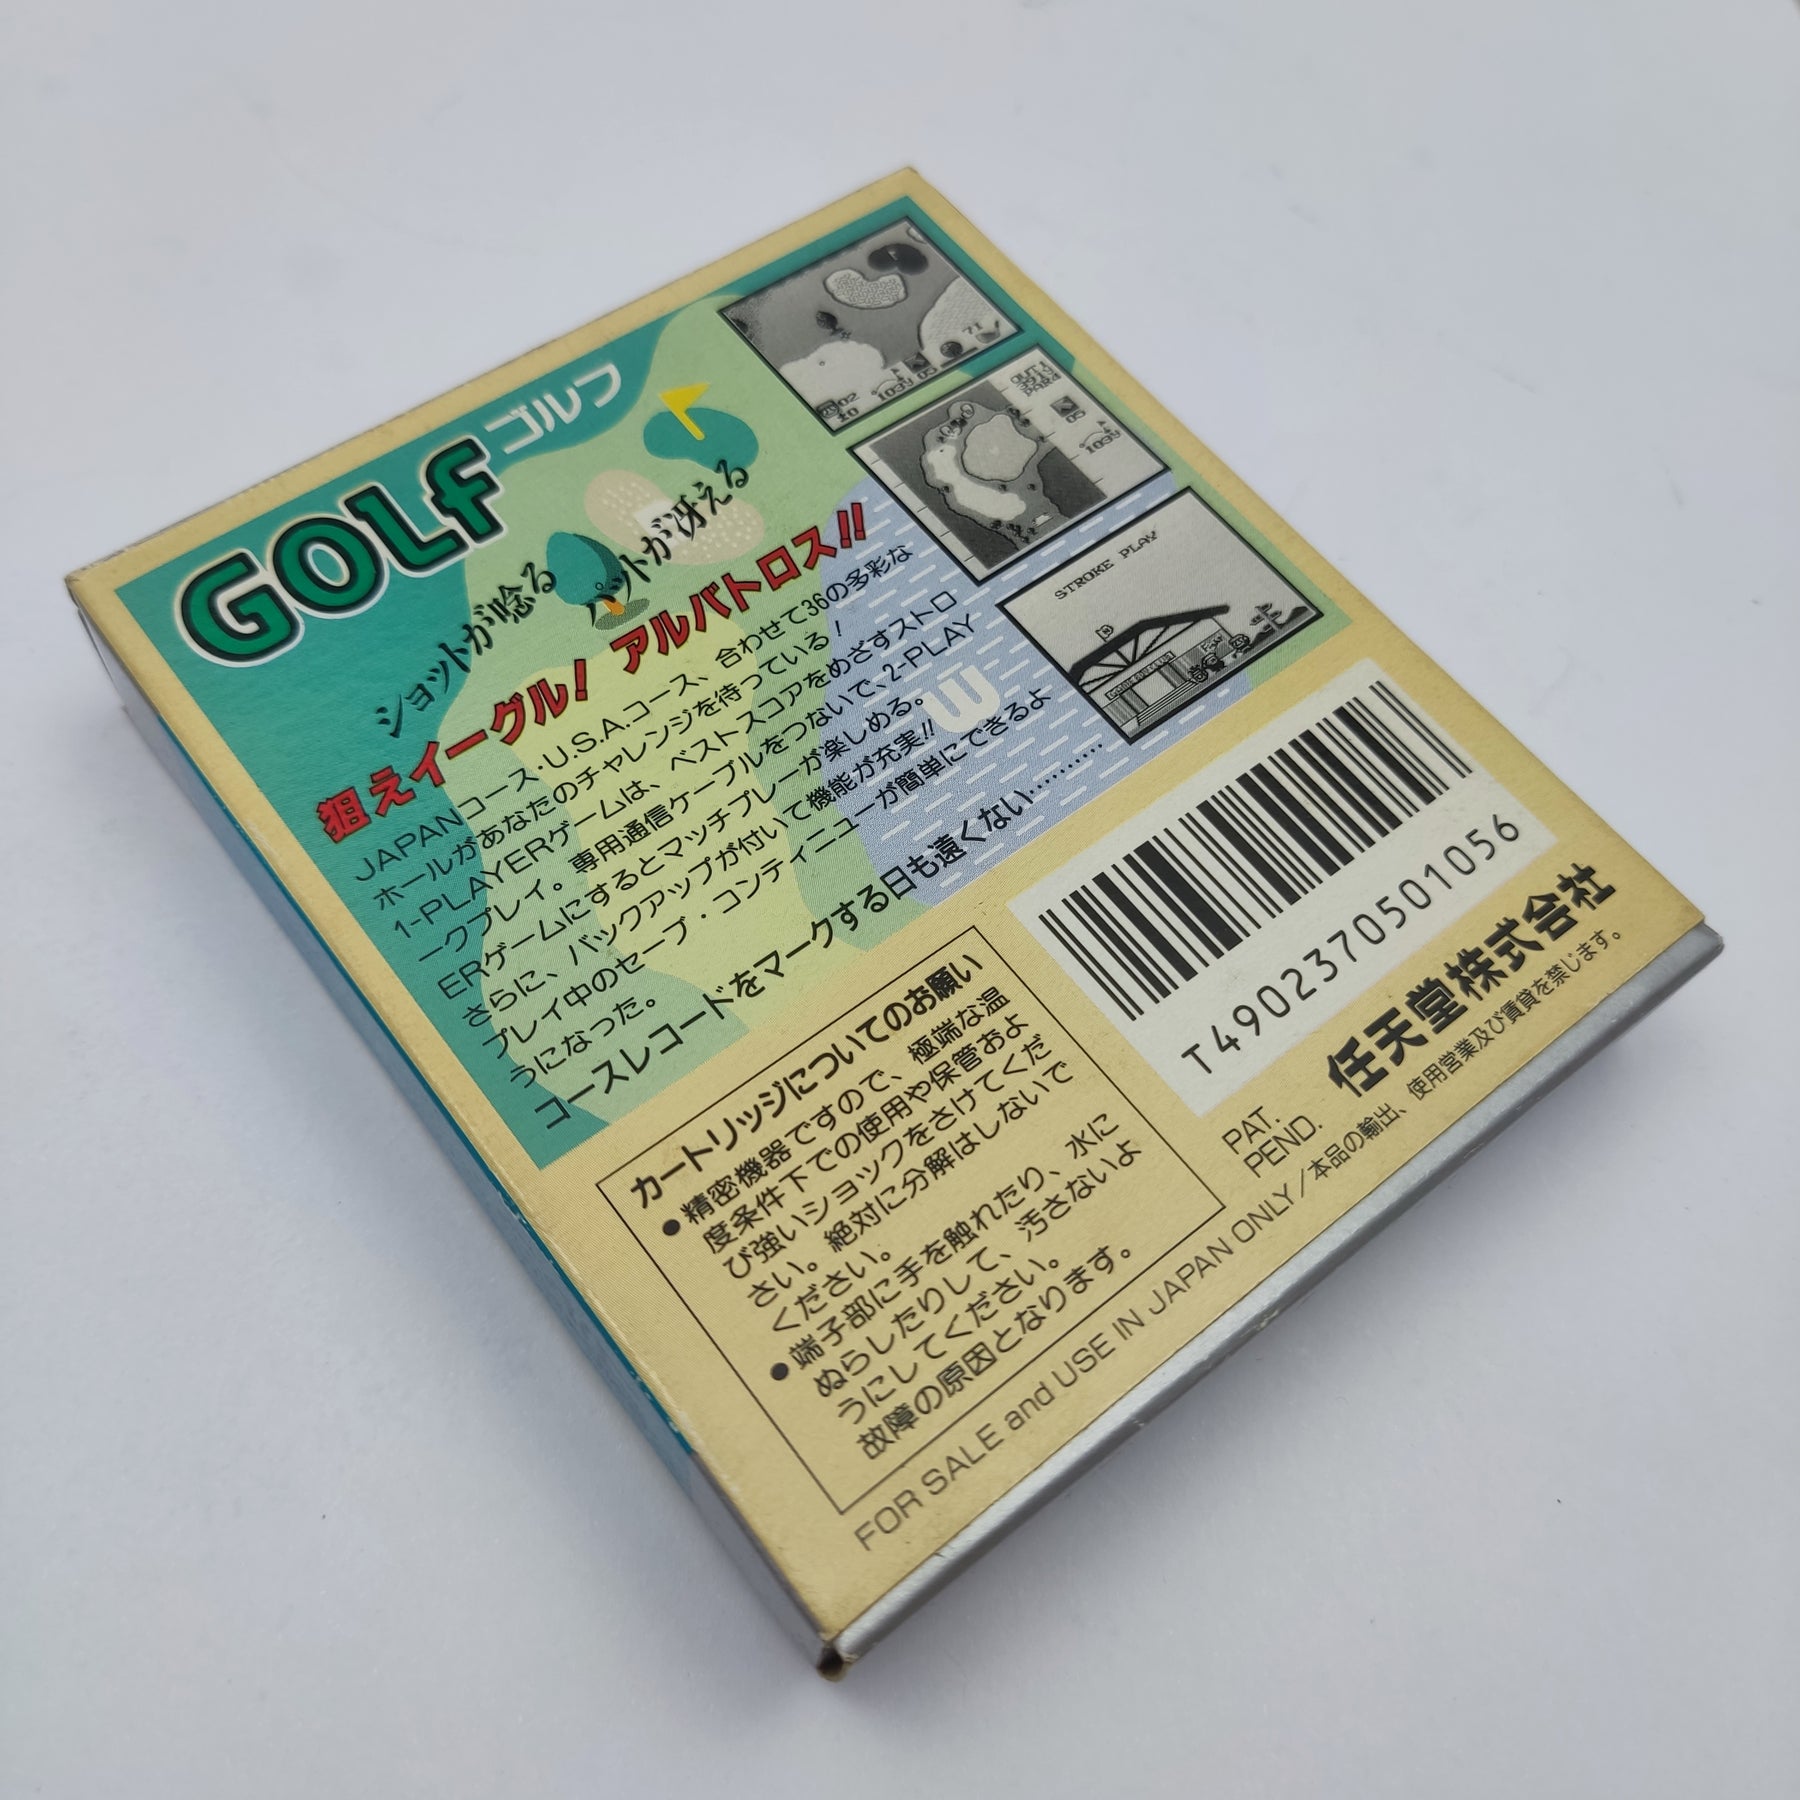 GOLF ゴルフ
ショットが唸る パットが冴える
狙えイーグル! アルバトロス!!
JAPANコース・U.S.A.コース、合わせて36の多彩な
ホールがあなたのチャレンジを待っている!
1-PLAYERゲームは、ベストスコアをめざすストロ
ークプレイ。専用通信ケーブルをつないで、2-PLAY
ERゲームにするとマッチプレーが楽しめる。
さらに、バックアップが付いて機能が充実!!
プレイ中のセーブ・コンティニューが簡単にできるよ
うになった。
コースレコードをマークする日も遠くない………
71
02
±0
103Y
05
OUT 1
391Y
PAR4
05
103Y
STROKE PLAY
W
カートリッジについてのお願い
●精密機器ですので、極端な温
度条件下での使用や保管およ
び強いショックをさけてくだ
さい。絶対に分解はしないで
ください。
●端子部に手を触れたり、水に
ぬらしたりして、汚さないよ
うにしてください。
故障の原因となります。
T4902370501056
任天堂株式会社
PAT.
PEND.
FOR SALE and USE IN JAPAN ONLY/本品の輸出、使用営業及び賃貸を禁じます。